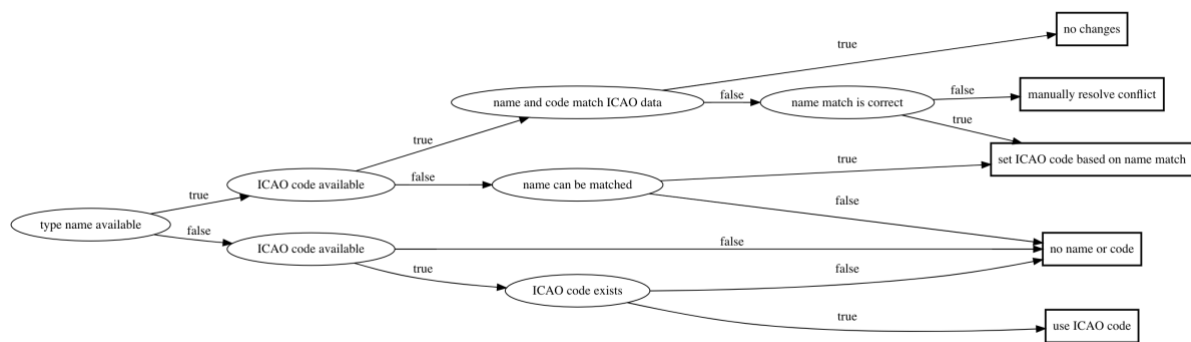 no changes
true
name and code match ICAO data
false
name match is correct
false
manually resolve conflict
true
true
set ICAO code based on name match
true
ICAO code available
false
name can be matched
true
false
type name available
false
ICAO code available
false
no name or code
true
false
ICAO code exists
true
use ICAO code